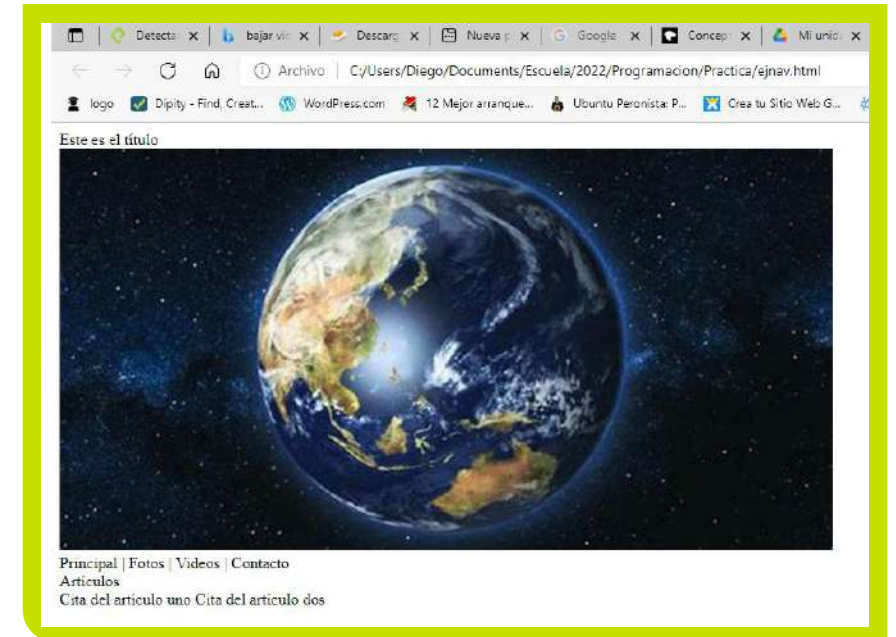 Detecta bajar vi Descarg Nueva p Google Concep Mi unid
Archivo C:/Users/Diego/Documents/Escuela/2022/Programacion/Practica/ejnav.html
logo Dipity - Find, Creat... WordPress.com 12 Mejor arranque... Ubuntu Peronista: P... Crea tu Sitio Web G...
Este es el título
Principal | Fotos | Videos | Contacto
Articulos
Cita del articulo uno Cita del articulo dos